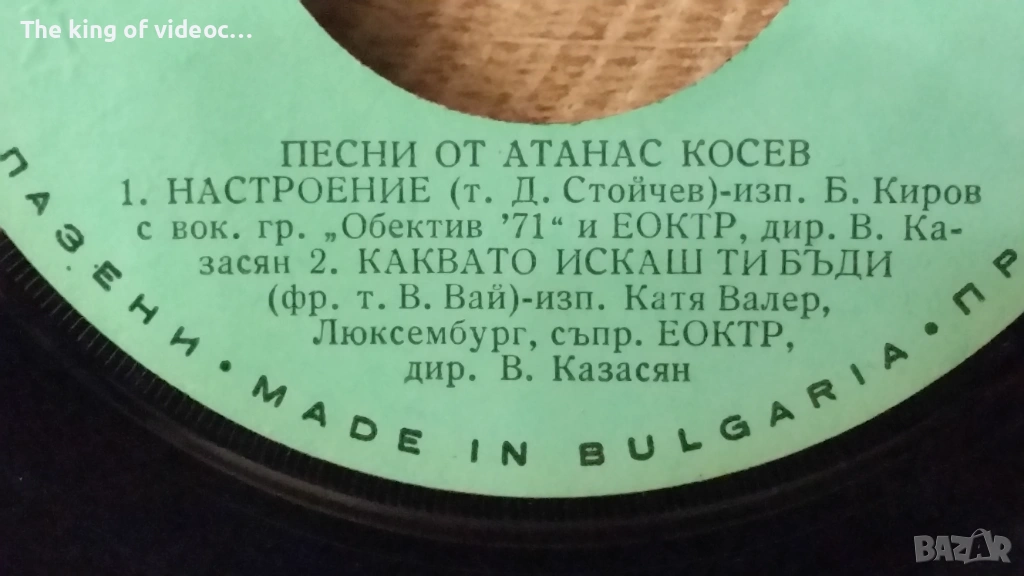 The king of videoc...
ПЕСНИ ОТ АТАНАС КОСЕВ
1. НАСТРОЕНИЕ (т. Д. Стойчев)-изп. Б. Киров
с вок. гр. „Обектив ’71“ и ЕОКТР, дир. В. Ка-
засян 2. КАКВАТО ИСКАШ ТИ БЪДИ
(фр. т. В. Вай)-изп. Катя Валер,
Люксембург, съпр. ЕОКТР,
дир. В. Казасян
ПАЗЕНИ • MADE IN BULGARIA • ПР
BAZAR